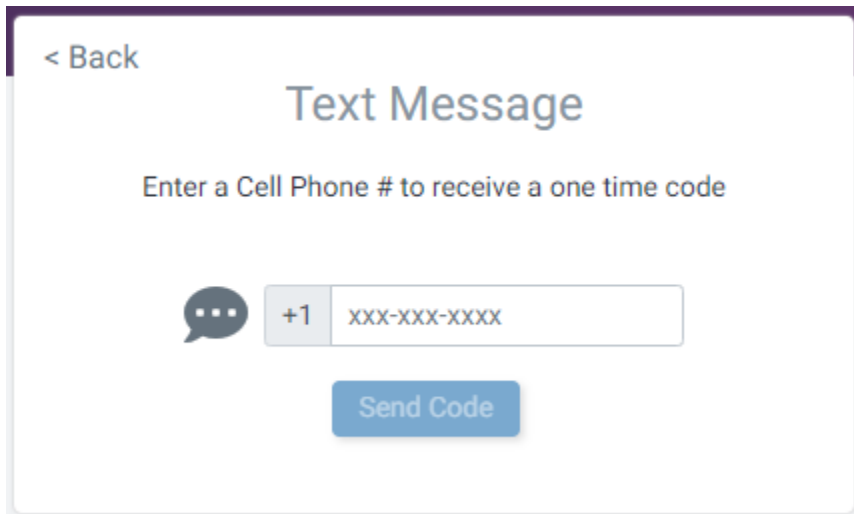 < Back
Text Message
Enter a Cell Phone # to receive a one time code
+1 xxx-xxx-xxxx
Send Code